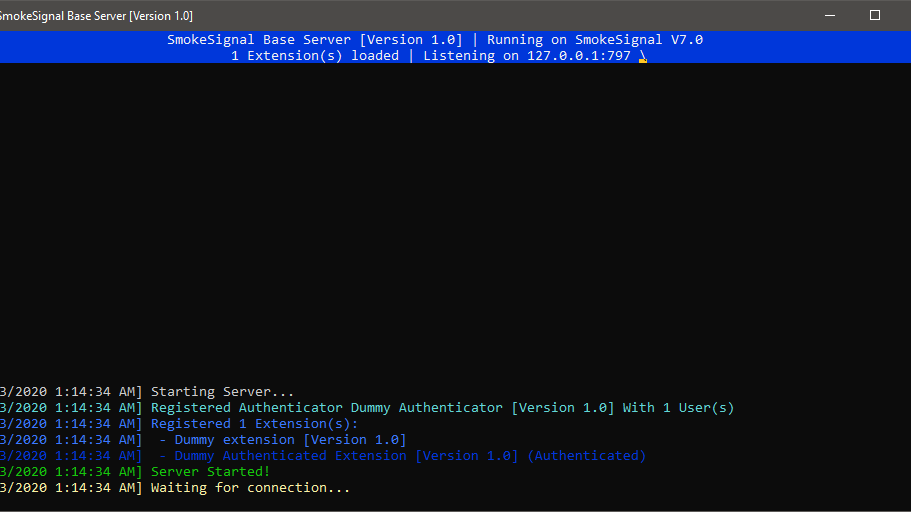 SmokeSignal Base Server [Version 1.0]
SmokeSignal Base Server [Version 1.0] | Running on SmokeSignal V7.0
1 Extension(s) loaded | Listening on 127.0.0.1:797 \
3/2020 1:14:34 AM] Starting Server...
3/2020 1:14:34 AM] Registered Authenticator Dummy Authenticator [Version 1.0] With 1 User(s)
3/2020 1:14:34 AM] Registered 1 Extension(s):
3/2020 1:14:34 AM]  - Dummy extension [Version 1.0]
3/2020 1:14:34 AM]  - Dummy Authenticated Extension [Version 1.0] (Authenticated)
3/2020 1:14:34 AM] Server Started!
3/2020 1:14:34 AM] Waiting for connection...